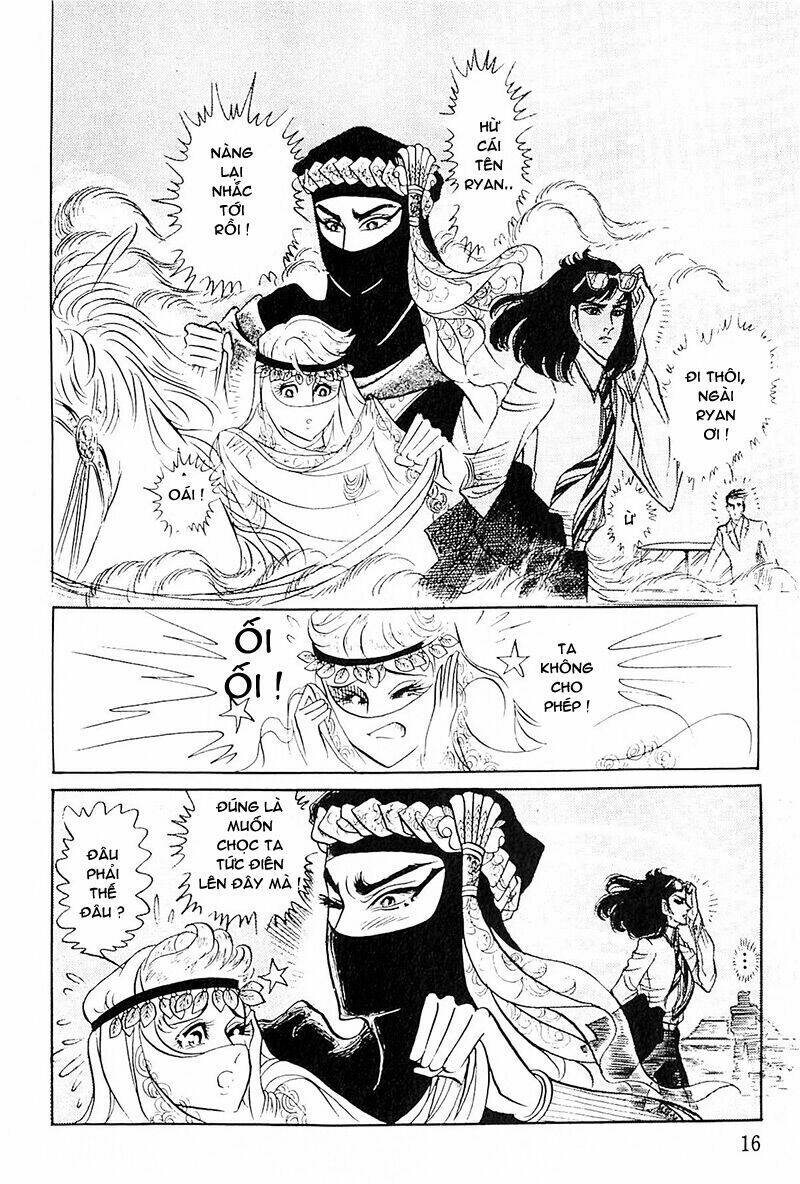 HỪ
CÁI
TÊN
RYAN..
NÀNG
LẠI
NHẮC
TỚI
RỒI !
ĐI THÔI,
NGÀI
RYAN
ƠI !
Ừ
OÁI !
ỐI
ỐI !
TA
KHÔNG
CHO
PHÉP !
ĐÚNG LÀ
MUỐN
CHỌC TA
TỨC ĐIÊN
LÊN ĐÂY MÀ !
ĐÂU
PHẢI
THẾ
ĐÂU ?
...
16